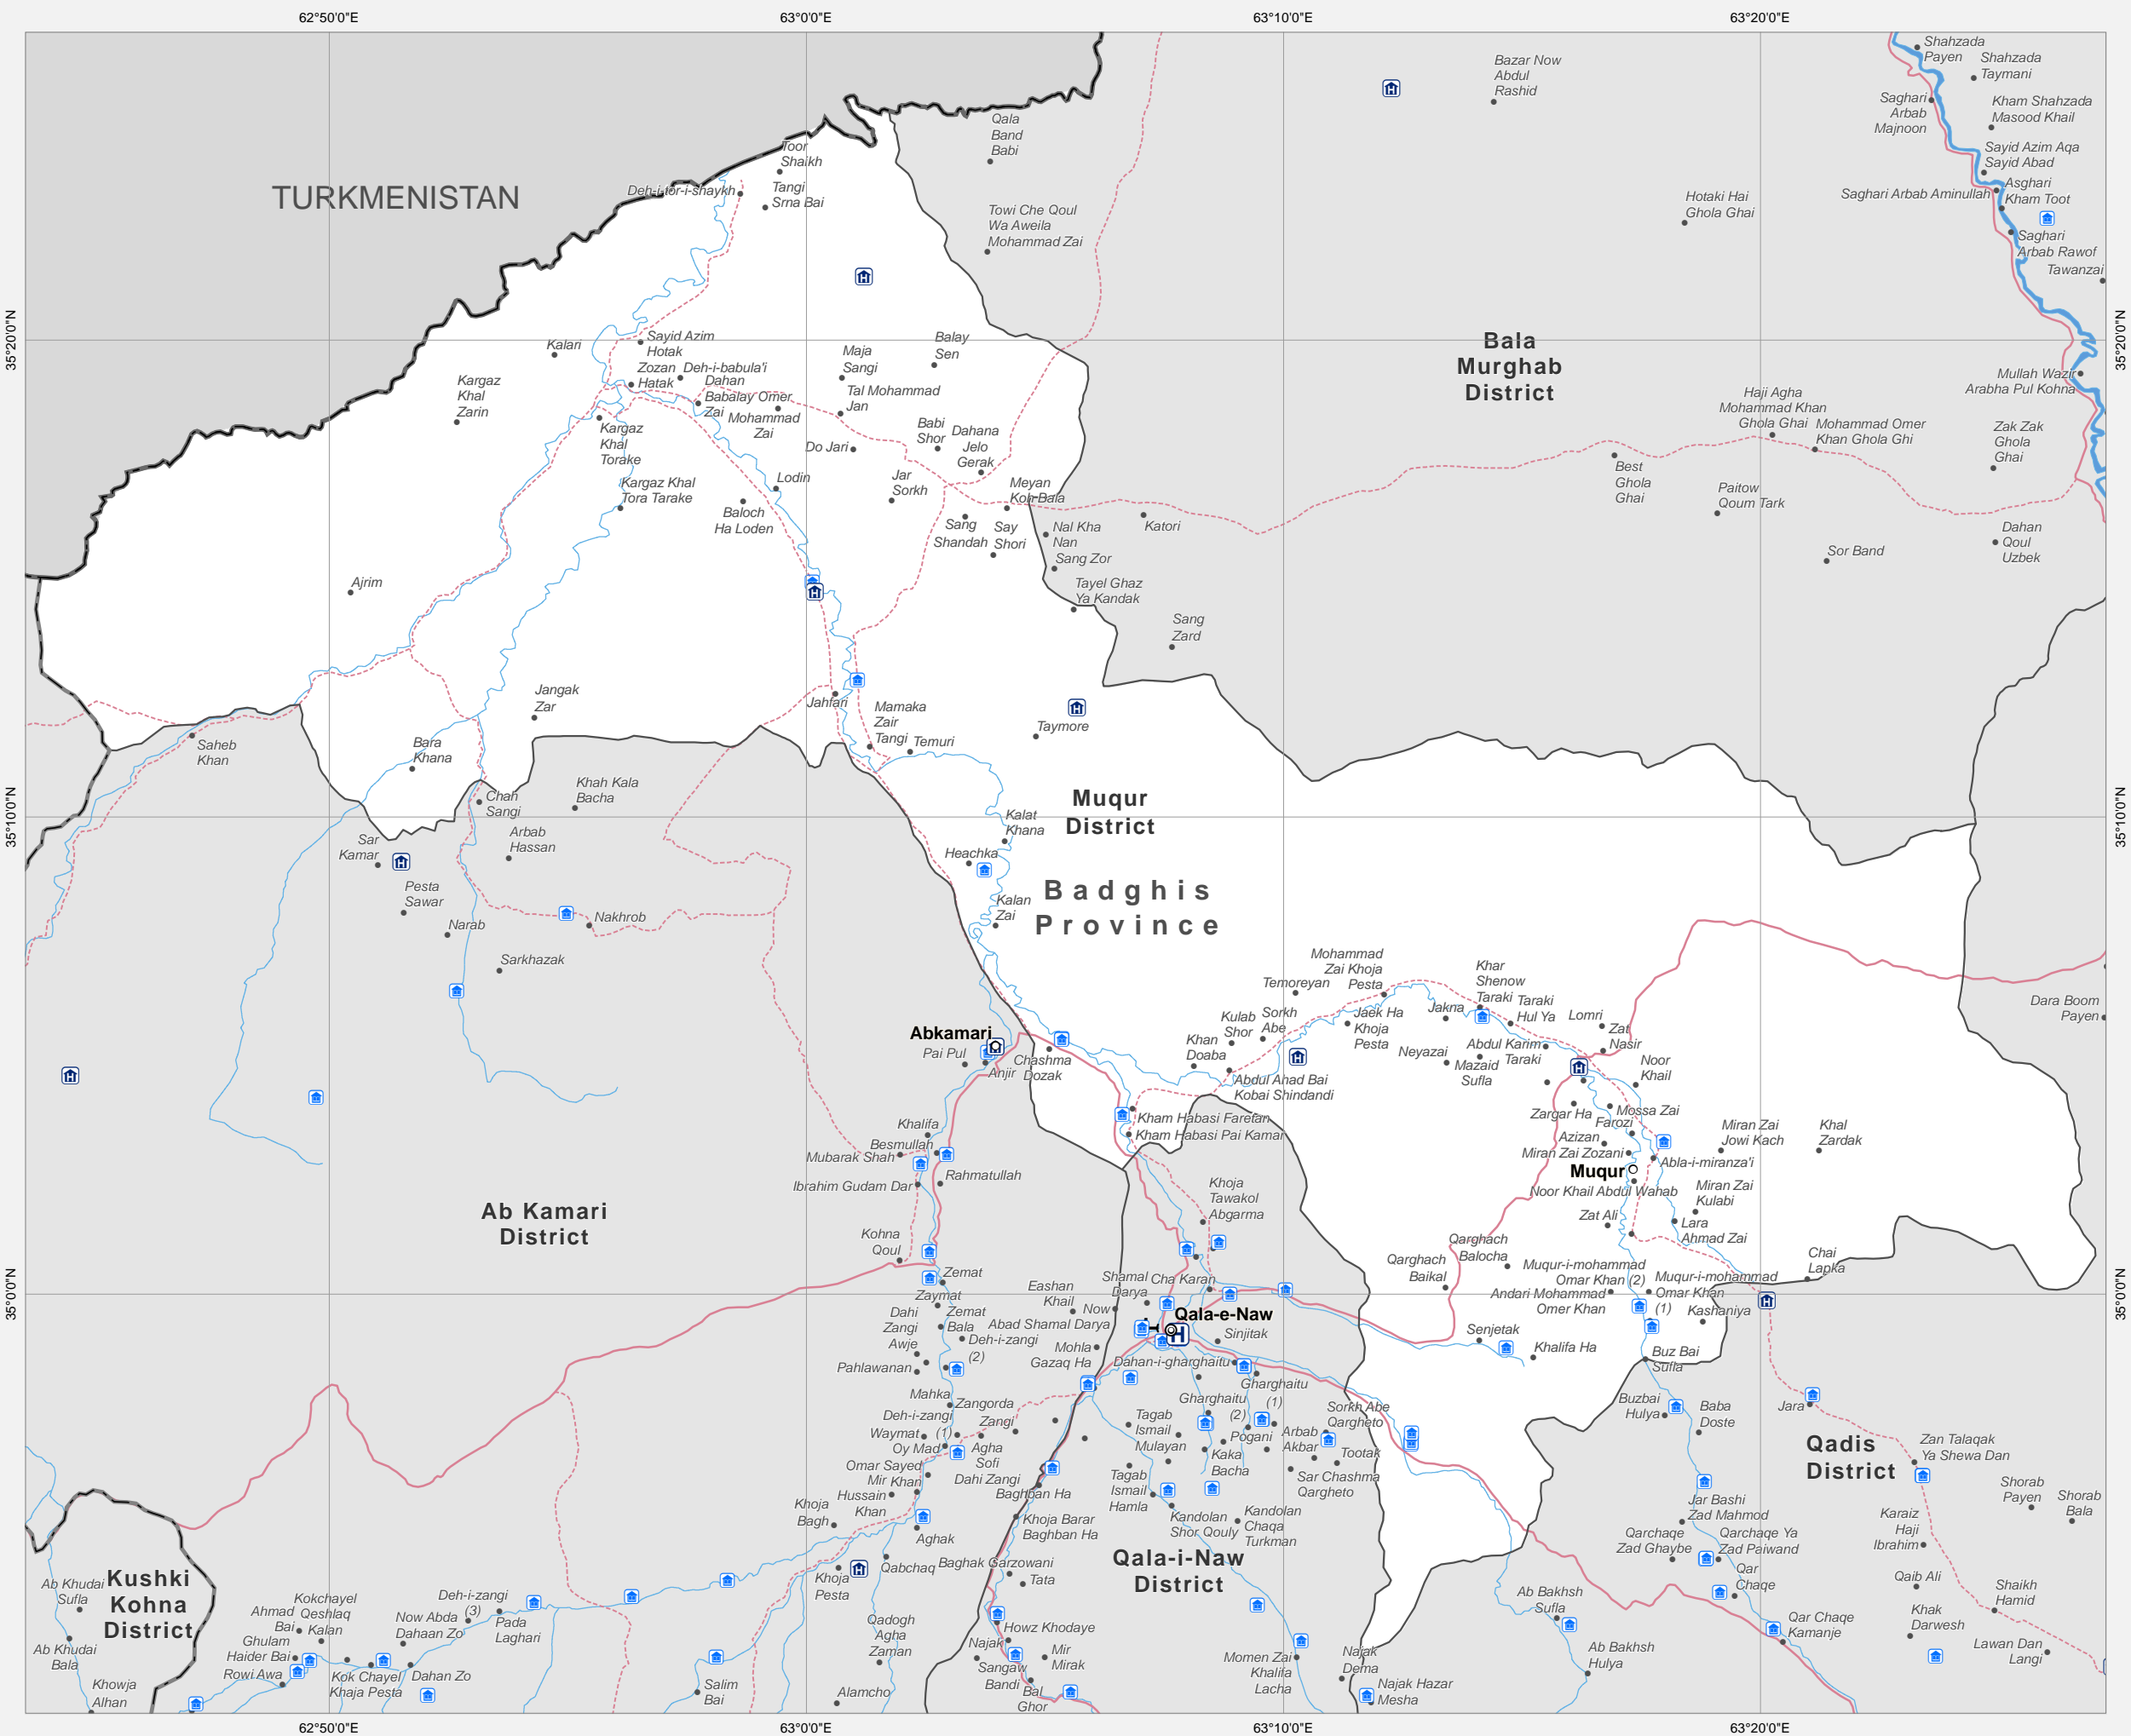 62°50'0"E
63°0'0"E
63°10'0"E
63°20'0"E
35°20'0"N
35°10'0"N
35°0'0"N
35°20'0"N
35°10'0"N
35°0'0"N
TURKMENISTAN
Toor
Shaikh
Deh-i-tor-i-shaykh
Tangi
Srna Bai
Qala
Band
Babi
Towi Che Qoul
Wa Aweila
Mohammad Zai
Bazar Now
Abdul
Rashid
Hotaki Hai
Ghola Ghai
Shahzada
Payen
Shahzada
Taymani
Saghari
Arbab
Majnoon
Kham Shahzada
Masood Khail
Sayid Azim Aqa
Sayid Abad
Saghari Arbab Aminullah
Asghari
Kham Toot
Saghari
Arbab Rawof
Tawanzai
Bala
Murghab
District
Mullah Wazir
Arabha Pul Kohna
Haji Agha
Mohammad Khan
Ghola Ghai
Mohammad Omer
Khan Ghola Ghi
Zak Zak
Ghola
Ghai
Best
Ghola
Ghai
Paitow
Qoum Tark
Sor Band
Dahan
Qoul
Uzbek
Kalari
Kargaz
Khal
Zarin
Sayid Azim
Hotak
Zozan
Hatak
Deh-i-babula'i
Dahan
Babalay Omer
Zai
Mohammad
Zai
Maja
Sangi
Balay
Sen
Tal Mohammad
Jan
Kargaz
Khal
Torake
Do Jari
Babi
Shor
Dahana
Jelo
Gerak
Kargaz Khal
Tora Tarake
Lodin
Baloch
Ha Loden
Jar
Sorkh
Meyan
Koh Bala
Sang
Shandah
Say
Shori
Nal Kha
Nan
Sang Zor
Katori
Tayel Ghaz
Ya Kandak
Sang
Zard
Ajrim
Jangak
Zar
Jahfari
Mamaka
Zair
Tangi
Temuri
Taymore
Saheb
Khan
Bara
Khana
Chah
Sangi
Khah Kala
Bacha
Arbab
Hassan
Sar
Kamar
Pesta
Sawar
Narab
Nakhrob
Sarkhazak
Muqur
District
Badghis
Province
Kalat
Khana
Heachka
Kalan
Zai
Abkamari
Pai Pul
Anjir
Chashma
Dozak
Mohammad
Zai Khoja
Pesta
Temoreyan
Kulab
Shor
Sorkh
Abe
Khan
Doaba
Jaek Ha
Khoja
Pesta
Abdul Ahad Bai
Kobai Shindandi
Khar
Shenow
Taraki
Jakna
Taraki
Hul Ya
Neyazai
Abdul Karim
Taraki
Mazaid
Sufla
Lomri
Zat
Nasir
Noor
Khail
Zargar Ha
Mossa Zai
Farozi
Azizan
Miran Zai Zozani
Muqur
Abla-i-miranza'i
Noor Khail Abdul Wahab
Miran Zai
Jowi Kach
Khal
Zardak
Miran Zai
Kulabi
Zat Ali
Lara
Ahmad Zai
Dara Boom
Payen
Kham Habasi Farefan
Kham Habasi Pai Kamar
Khalifa
Besmullah
Mubarak Shah
Rahmatullah
Ibrahim Gudam Dar
Ab Kamari
District
Kohna
Qoul
Khoja
Tawakol
Abgarma
Qarghach
Balocha
Qarghach
Baikal
Muqur-i-mohammad
Omar Khan (2)
Andari Mohammad
Omer Khan
Muqur-i-mohammad
Omar Khan
(1)
Kashaniya
Chai
Lapka
Zemat
Zaymat
Dahi
Zangi
Awje
Zemat
Bala
Deh-i-zangi
(2)
Pahlawanan
Eashan
Khail
Shamal
Darya
Cha Karan
Now
Abad Shamal Darya
Qala-e-Naw
Sinjitak
Mohla
Gazaq Ha
Dahan-i-gharghaitu
Gharghaitu
(1)
Gharghaitu
(2)
Senjetak
Khalifa Ha
Buz Bai
Sufla
Buzbai
Hulya
Baba
Doste
Jara
Qadis
District
Zan Talaqak
Ya Shewa Dan
Shorab
Payen
Shorab
Bala
Mahka
Zangorda
Deh-i-zangi
(1)
Zangi
Waymat
Oy Mad
Agha
Sofi
Omar Sayed
Mir Khan
Dahi Zangi
Hussain
Khan
Baghban Ha
Khoja
Bagh
Aghak
Khoja Barar
Baghban Ha
Tagab
Ismail
Mulayan
Pogani
Arbab
Akbar
Sorkh Abe
Qargheto
Tootak
Kaka
Bacha
Sar Chashma
Qargheto
Tagab
Ismail
Hamla
Kandolan
Shor Qouly
Kandolan
Chaqa
Turkman
Jar Bashi
Zad Mahmod
Qarchaqe
Zad Ghaybe
Qarchaqe Ya
Zad Paiwand
Qar
Chaqe
Karaiz
Haji
Ibrahim
Qaib Ali
Shaikh
Hamid
Khak
Darwesh
Lawan Dan
Langi
Qar Chaqe
Kamanje
Ab Bakhsh
Sufla
Ab Bakhsh
Hulya
Qala-i-Naw
District
Qabchaq
Baghak Garzowani
Tata
Khoja
Pesta
Qadogh
Agha
Zaman
Howz Khodaye
Najak
Mir
Mirak
Sangaw
Bandi
Bal
Ghor
Alamcho
Salim
Bai
Momen Zai
Khalifa
Lacha
Najak
Dema
Najak Hazar
Mesha
Kushki
Kohna
District
Ab Khudai
Sufla
Ab Khudai
Bala
Khowja
Alhan
Kokchayel
Qeshlaq
Kalan
Ahmad
Bai
Ghulam
Haider Bai
Rowi Awa
Kok Chayel
Khaja Pesta
Now Abda
Dahaan Zo
Dahan Zo
Deh-i-zangi
(3)
Pada
Laghari
62°50'0"E
63°0'0"E
63°10'0"E
63°20'0"E